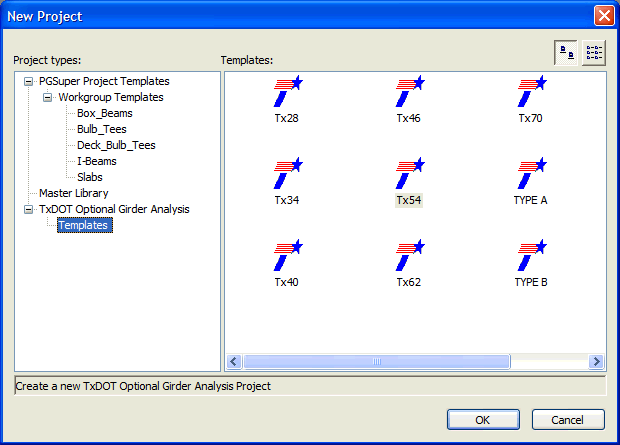 New Project
Project types:
Templates:
PGSuper Project Templates
Workgroup Templates
Box_Beams
Bulb_Tees
Deck_Bulb_Tees
I-Beams
Slabs
Master Library
TxDOT Optional Girder Analysis
Templates
Tx28 Tx46 Tx70
Tx34 Tx54 TYPE A
Tx40 Tx62 TYPE B
Create a new TxDOT Optional Girder Analysis Project
OK Cancel